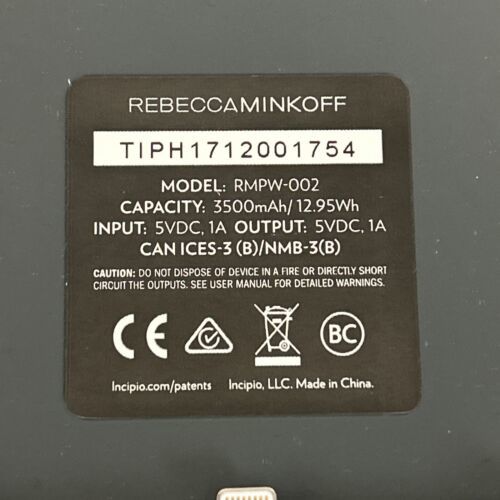 REBECCAMINKOFF
TIPH1712001754
MODEL: RMPW-002
CAPACITY: 3500mAh/12.95Wh
INPUT: 5VDC, 1A OUTPUT: 5VDC, 1A
CAN ICES-3 (B)/NMB-3(B)
CAUTION: DO NOT DISPOSE OF DEVICE IN A FIRE OR DIRECTLY SHORT
CIRCUIT THE OUTPUTS. SEE USER MANUAL FOR DETAILED WARNINGS.
CE BC
Incipio.com/patents Incipio, LLC. Made in China.